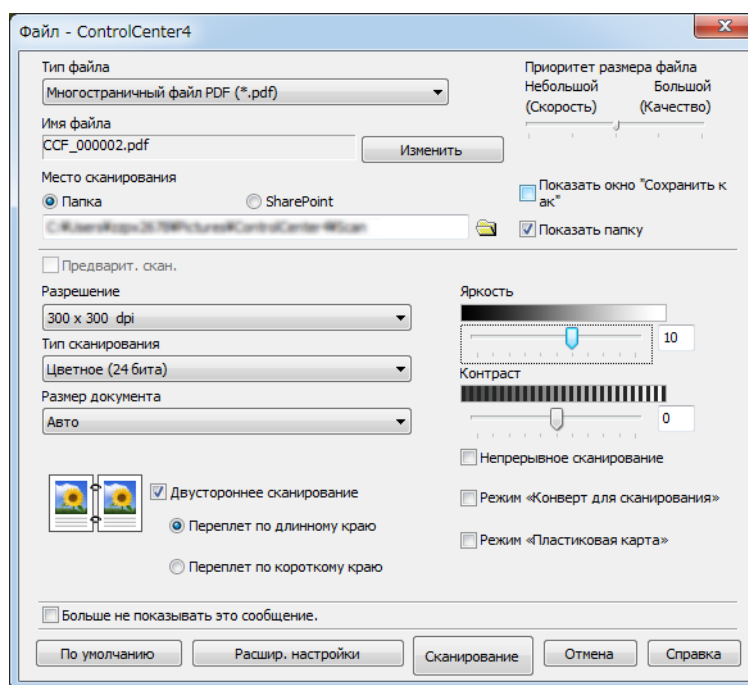 Файл - ControlCenter4
Тип файла
Многостраничный файл PDF (*.pdf)
Имя файла
CCF_000002.pdf
Изменить
Место сканирования
Папка
SharePoint
Приоритет размера файла
Небольшой Большой
(Скорость) (Качество)
Показать окно "Сохранить к
ак"
Показать папку
Предварит. скан.
Разрешение
300 x 300 dpi
Тип сканирования
Цветное (24 бита)
Размер документа
Авто
Яркость
10
Контраст
0
Двустороннее сканирование
Переплет по длинному краю
Переплет по короткому краю
Непрерывное сканирование
Режим «Конверт для сканирования»
Режим «Пластиковая карта»
Больше не показывать это сообщение.
По умолчанию
Расшир. настройки
Сканирование
Отмена
Справка